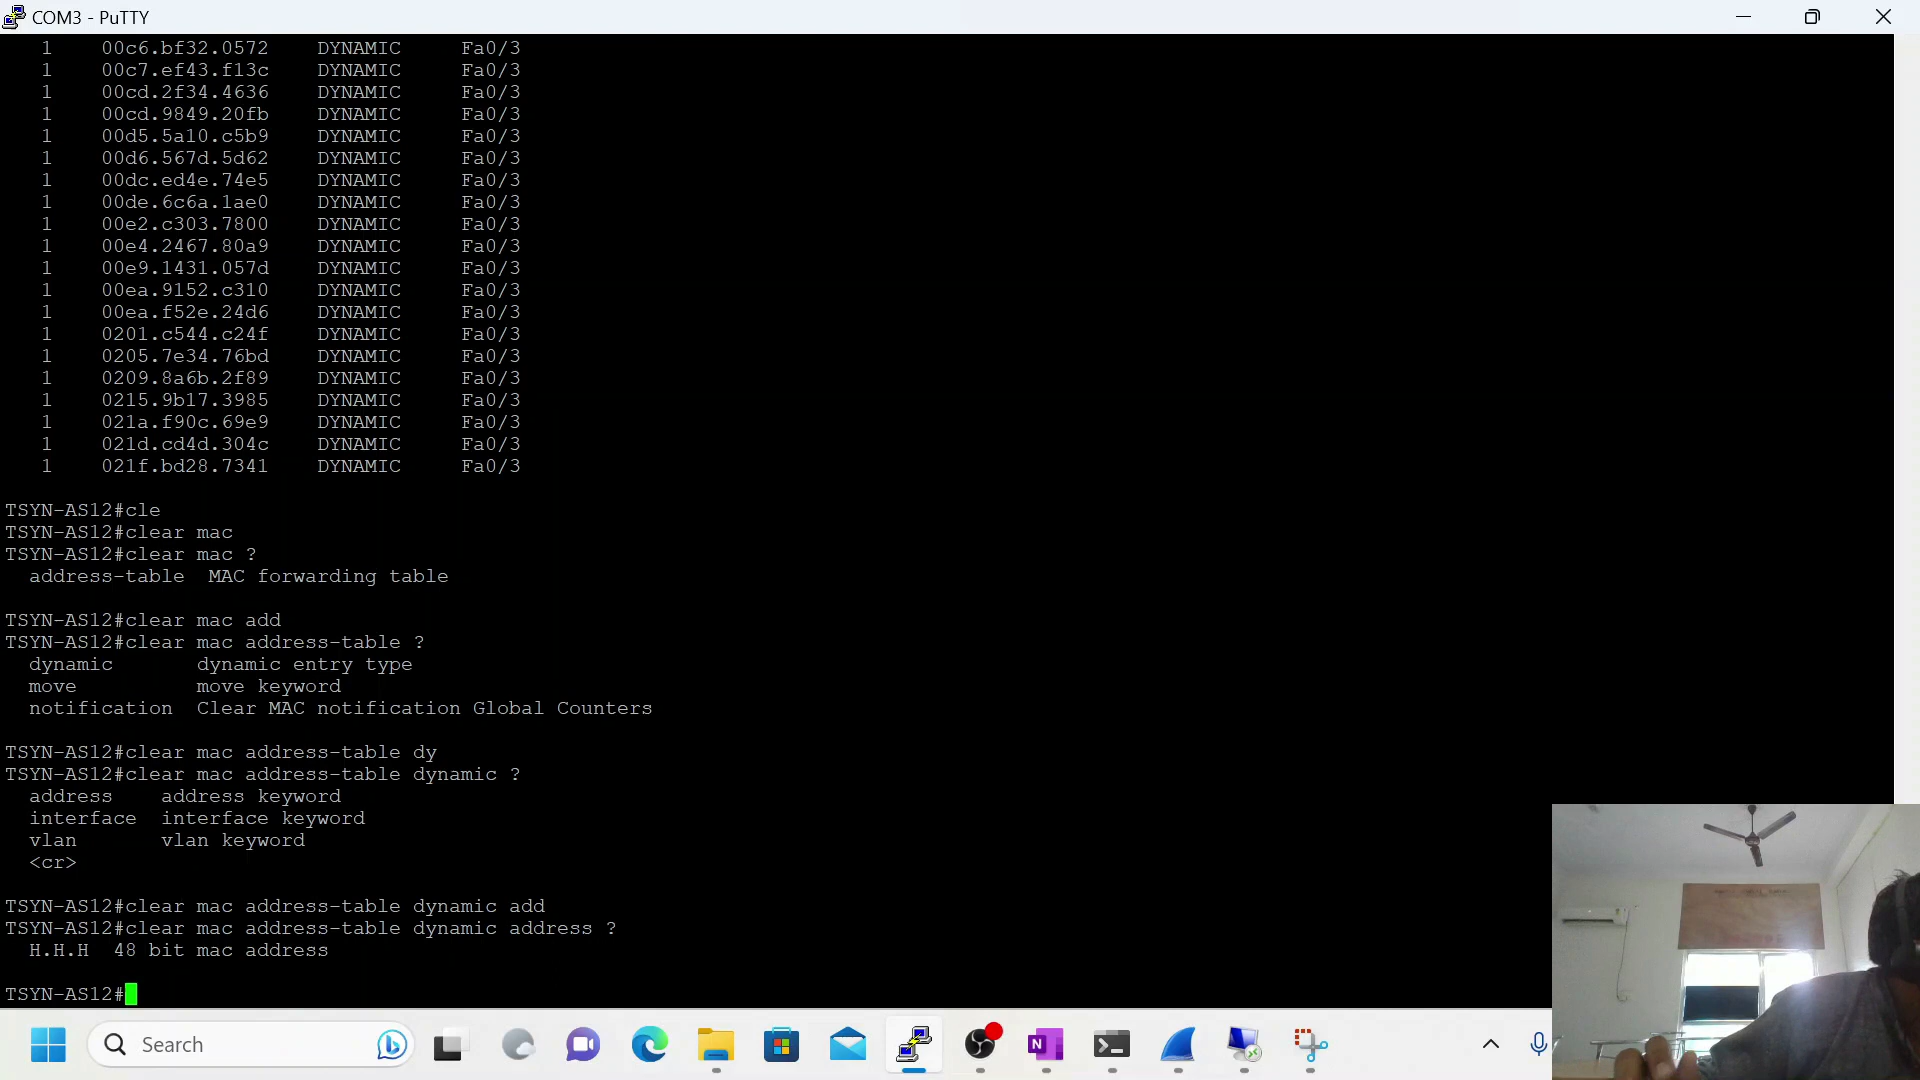 COM3 - PuTTY
1 00c6.bf32.0572 DYNAMIC Fa0/3
1 00c7.ef43.f13c DYNAMIC Fa0/3
1 00cd.2f34.4636 DYNAMIC Fa0/3
1 00cd.9849.20fb DYNAMIC Fa0/3
1 00d5.5a10.c5b9 DYNAMIC Fa0/3
1 00d6.567d.5d62 DYNAMIC Fa0/3
1 00dc.ed4e.74e5 DYNAMIC Fa0/3
1 00de.6c6a.1ae0 DYNAMIC Fa0/3
1 00e2.c303.7800 DYNAMIC Fa0/3
1 00e4.2467.80a9 DYNAMIC Fa0/3
1 00e9.1431.057d DYNAMIC Fa0/3
1 00ea.9152.c310 DYNAMIC Fa0/3
1 00ea.f52e.24d6 DYNAMIC Fa0/3
1 0201.c544.c24f DYNAMIC Fa0/3
1 0205.7e34.76bd DYNAMIC Fa0/3
1 0209.8a6b.2f89 DYNAMIC Fa0/3
1 0215.9b17.3985 DYNAMIC Fa0/3
1 021a.f90c.69e9 DYNAMIC Fa0/3
1 021d.cd4d.304c DYNAMIC Fa0/3
1 021f.bd28.7341 DYNAMIC Fa0/3
TSYN-AS12#cle
TSYN-AS12#clear mac
TSYN-AS12#clear mac ?
address-table MAC forwarding table
TSYN-AS12#clear mac add
TSYN-AS12#clear mac address-table ?
dynamic dynamic entry type
move move keyword
notification Clear MAC notification Global Counters
TSYN-AS12#clear mac address-table dy
TSYN-AS12#clear mac address-table dynamic ?
address address keyword
interface interface keyword
vlan vlan keyword
<cr>
TSYN-AS12#clear mac address-table dynamic add
TSYN-AS12#clear mac address-table dynamic address ?
H.H.H 48 bit mac address
TSYN-AS12#
Search